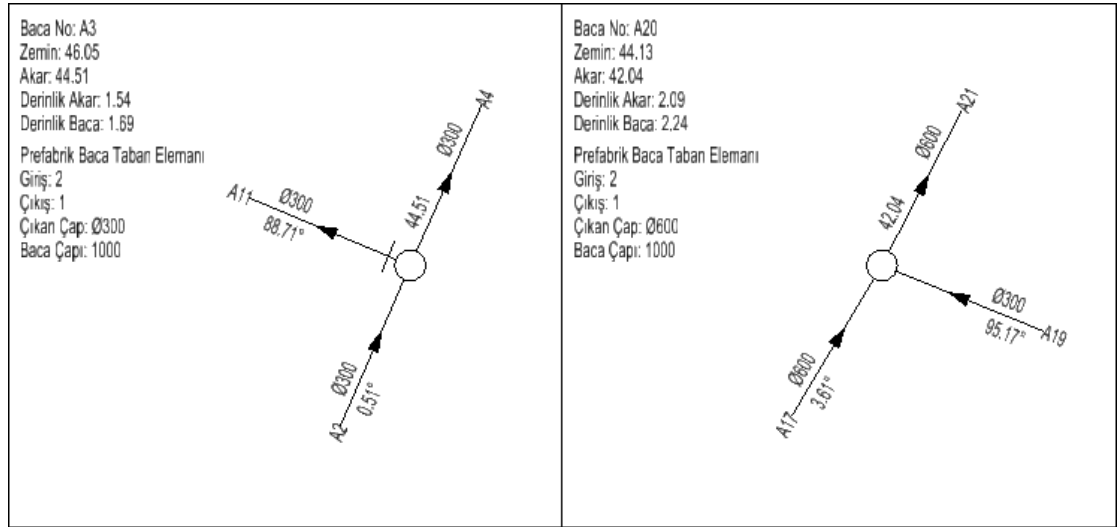 Baca No: A3
Zemin: 46.05
Akar: 44.51
Derinlik Akar: 1.54
Derinlik Baca: 1.69
Prefabrik Baca Taban Elemanı
Giriş: 2
Çıkış: 1
Çıkan Çap: Ø300
Baca Çapı: 1000
A4
Ø300
44.51
A11
Ø300
88.71°
Ø300
0.51°
A2
Baca No: A20
Zemin: 44.13
Akar: 42.04
Derinlik Akar: 2.09
Derinlik Baca: 2.24
Prefabrik Baca Taban Elemanı
Giriş: 2
Çıkış: 1
Çıkan Çap: Ø600
Baca Çapı: 1000
A21
Ø600
42.04
Ø300
95.17°
A19
Ø600
3.61°
A17